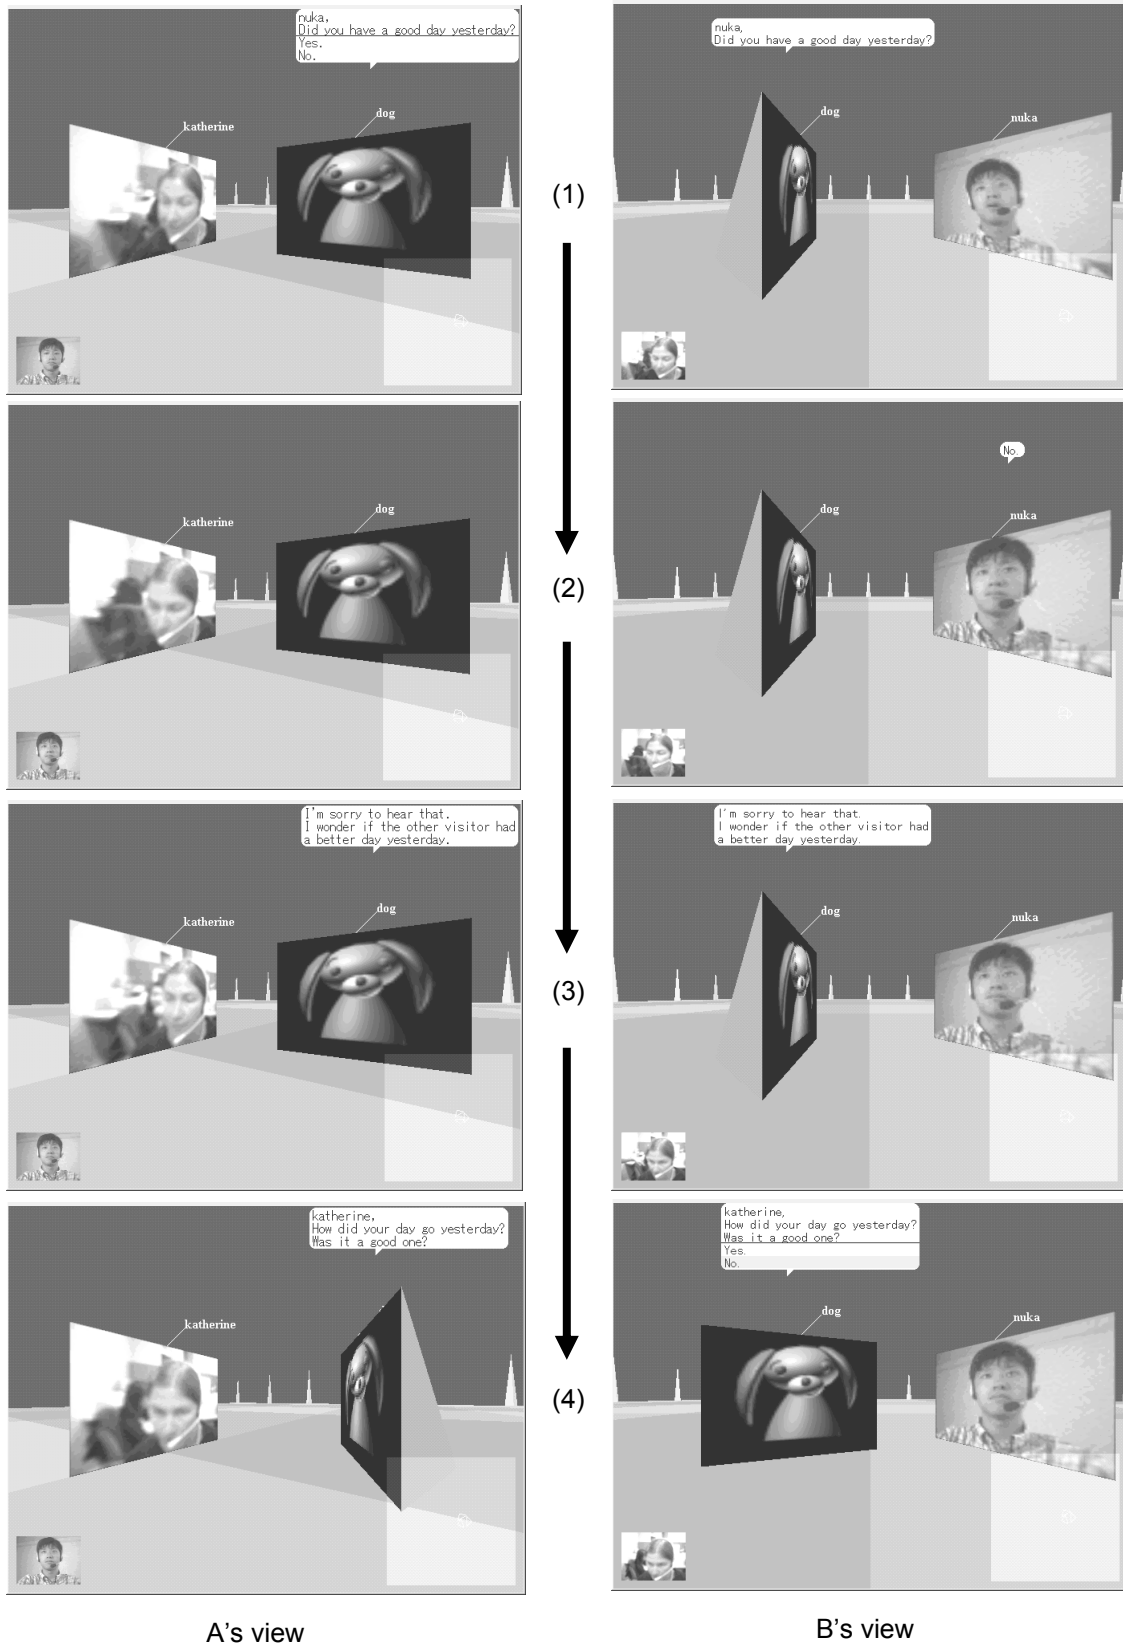 nuka,
Did you have a good day yesterday?
Yes.
No.
katherine
dog
nuka,
Did you have a good day yesterday?
dog
nuka
(1)
katherine
dog
No.
dog
nuka
(2)
I'm sorry to hear that.
I wonder if the other visitor had
a better day yesterday.
katherine
dog
I'm sorry to hear that.
I wonder if the other visitor had
a better day yesterday.
dog
nuka
(3)
katherine,
How did your day go yesterday?
Was it a good one?
katherine
katherine,
How did your day go yesterday?
Was it a good one?
Yes.
No.
dog
nuka
(4)
A's view
B's view